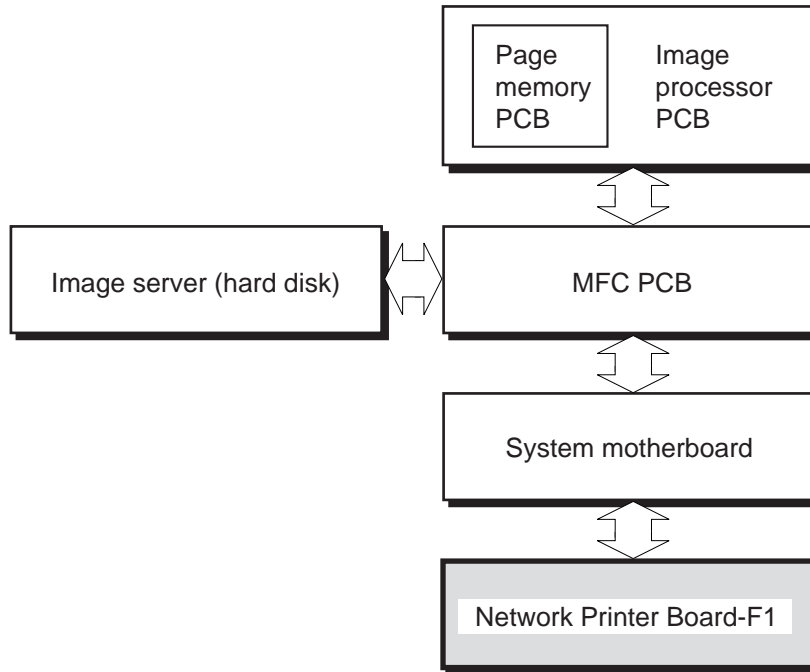 Page
memory
PCB
Image
processor
PCB
Image server (hard disk)
MFC PCB
System motherboard
Network Printer Board-F1